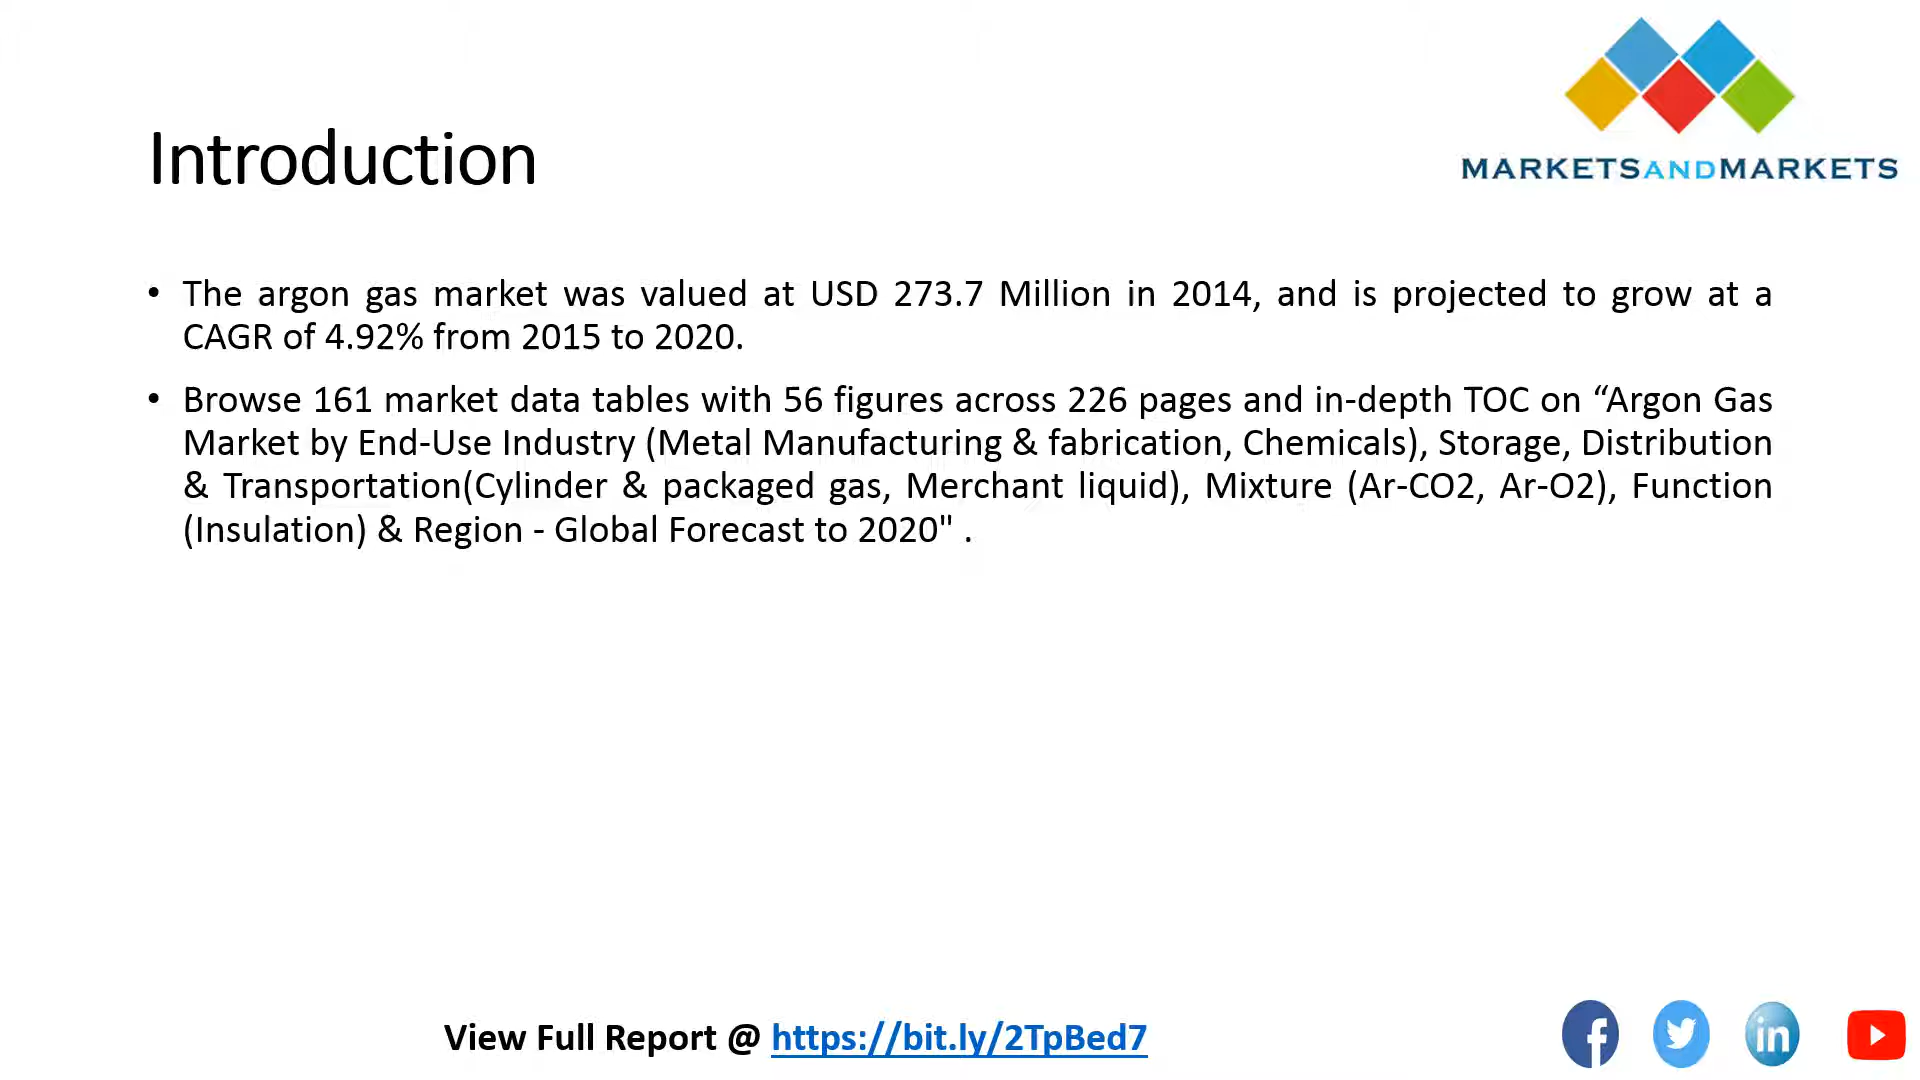 MARKETSANDMARKETS
Introduction
• The argon gas market was valued at USD 273.7 Million in 2014, and is projected to grow at a
CAGR of 4.92% from 2015 to 2020.
• Browse 161 market data tables with 56 figures across 226 pages and in-depth TOC on “Argon Gas
Market by End-Use Industry (Metal Manufacturing & fabrication, Chemicals), Storage, Distribution
& Transportation(Cylinder & packaged gas, Merchant liquid), Mixture (Ar-CO2, Ar-O2), Function
(Insulation) & Region - Global Forecast to 2020" .
View Full Report @ https://bit.ly/2TpBed7
f
in